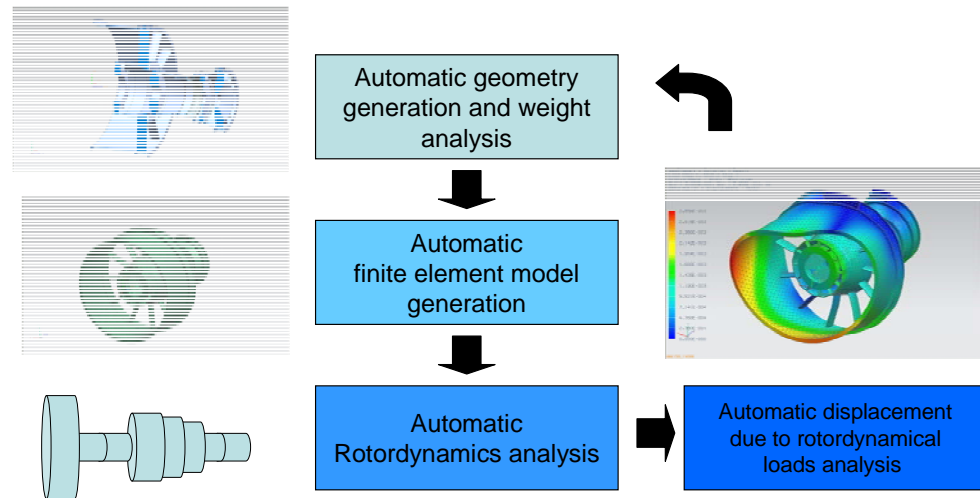 Automatic geometry
generation and weight
analysis
Automatic
finite element model
generation
Automatic
Rotordynamics analysis
Automatic displacement
due to rotordynamical
loads analysis